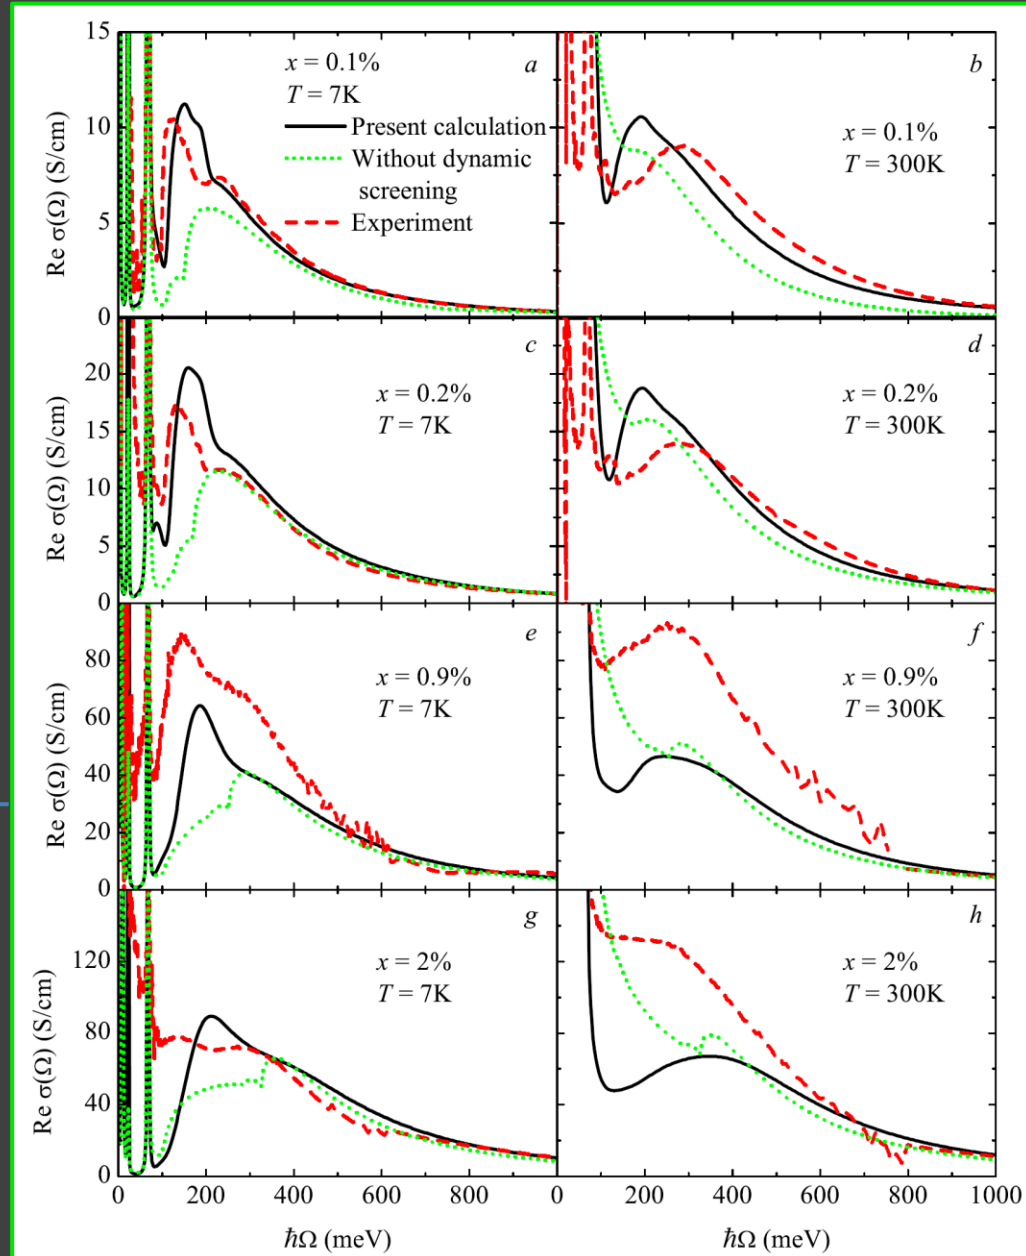 15
10
5
0
Re σ(Ω) (S/cm)
x = 0.1%
T = 7K
Present calculation
Without dynamic
screening
Experiment
a
b
x = 0.1%
T = 300K
20
15
10
5
0
Re σ(Ω) (S/cm)
c
x = 0.2%
T = 7K
d
x = 0.2%
T = 300K
80
60
40
20
0
Re σ(Ω) (S/cm)
e
x = 0.9%
T = 7K
f
x = 0.9%
T = 300K
120
80
40
0
Re σ(Ω) (S/cm)
g
x = 2%
T = 7K
h
x = 2%
T = 300K
0 200 400 600 800 0 200 400 600 800 1000
ℏΩ (meV) ℏΩ (meV)